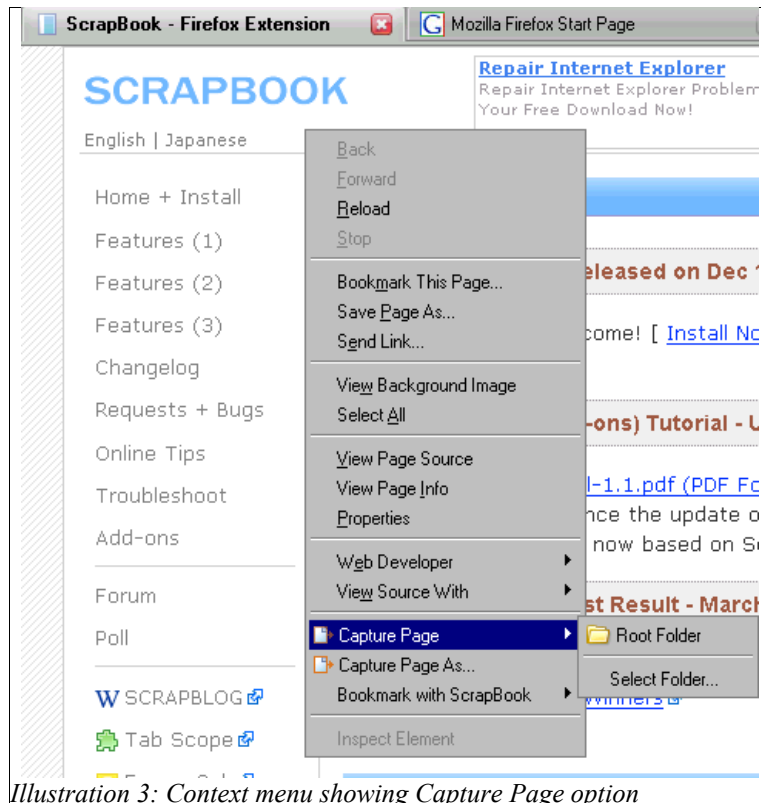 ScrapBook - Firefox Extension
Mozilla Firefox Start Page
SCRAPBOOK
Repair Internet Explorer
Repair Internet Explorer Problem
Your Free Download Now!
English | Japanese
Home + Install
Features (1)
Features (2)
Features (3)
Changelog
Requests + Bugs
Online Tips
Troubleshoot
Add-ons
Forum
Poll
W SCRAPBLOG
Tab Scope
Back
Forward
Reload
Stop
Bookmark This Page...
Save Page As...
Send Link...
View Background Image
Select All
View Page Source
View Page Info
Properties
Web Developer
View Source With
Capture Page
Capture Page As...
Bookmark with ScrapBook
Inspect Element
Root Folder
Select Folder...
eleased on Dec 1
come! [ Install No
-ons) Tutorial - U
l-1.1.pdf (PDF Fo
nce the update o
now based on S
st Result - March
Winners
Illustration 3: Context menu showing Capture Page option